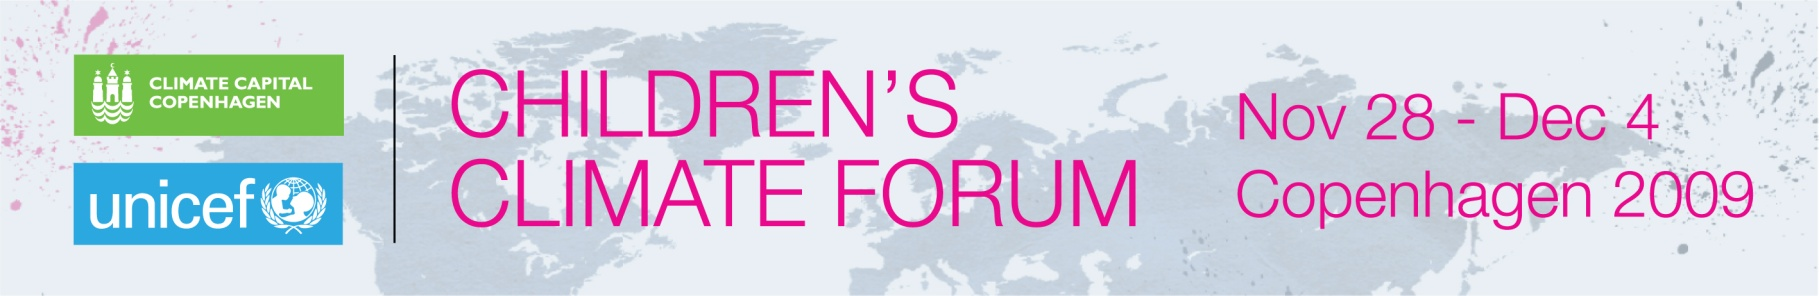 CLIMATE CAPITAL
COPENHAGEN
unicef
CHILDREN'S
CLIMATE FORUM
Nov 28 - Dec 4
Copenhagen 2009